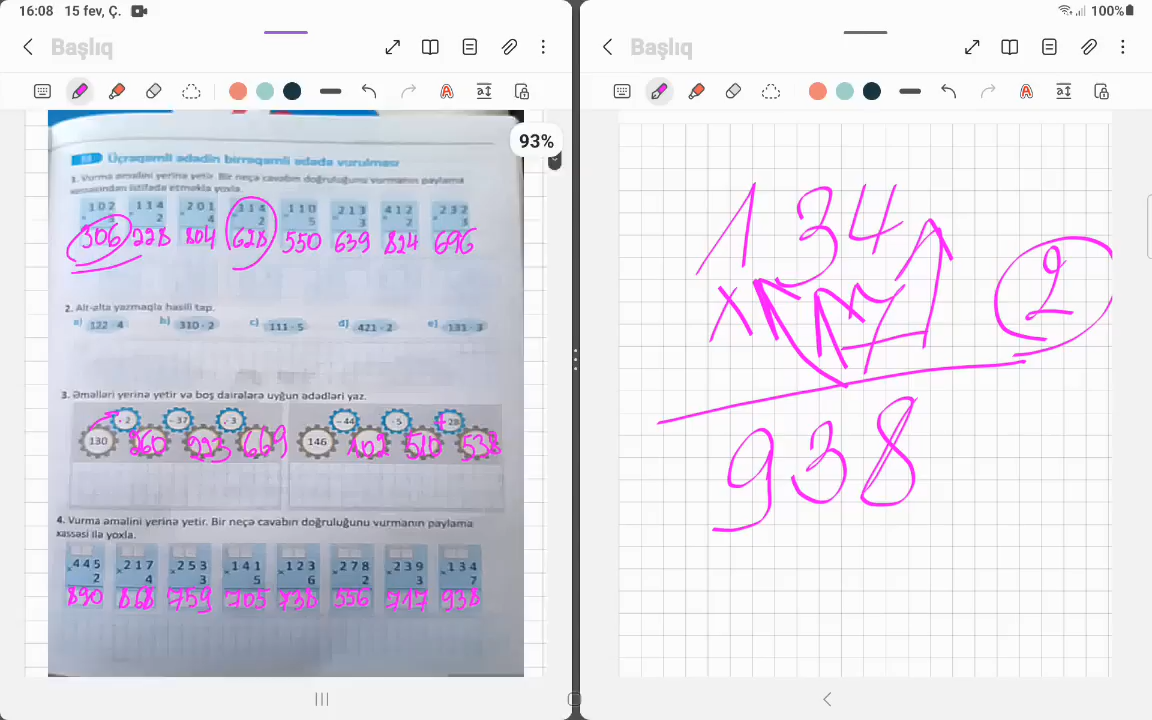 16:08 15 fev, Ç.
100%
Başlıq
Başlıq
93%
Üçrəqəmli ədədin birrəqəmli ədədə vurulması
1. Vurma əməlini yerinə yetir. Bir neçə cavabın doğruluğunu vurmanın paylama
xassəsindən istifadə etməklə yoxla.
102 114 201 114 110 213 412 232
× × 2 × 4 × 2 × 5 × 3 × 2 × 3
306 228 804 628 550 639 824 696
2. Alt-alta yazmaqla hasili tap.
a) 122 · 4 b) 310 · 2 c) 111 · 5 d) 421 · 2 e) 131 · 3
3. Əməlləri yerinə yetir və boş dairələrə uyğun ədədləri yaz.
· 2 - 37 · 3 - 44 · 5 + 28
130 260 223 669 146 102 510 538
4. Vurma əməlini yerinə yetir. Bir neçə cavabın doğruluğunu vurmanın paylama
xassəsi ilə yoxla.
445 217 253 141 123 278 239 134
× 2 × 4 × 3 × 5 × 6 × 2 × 3 × 7
890 868 759 705 738 556 717 938
134
× 7
2
938